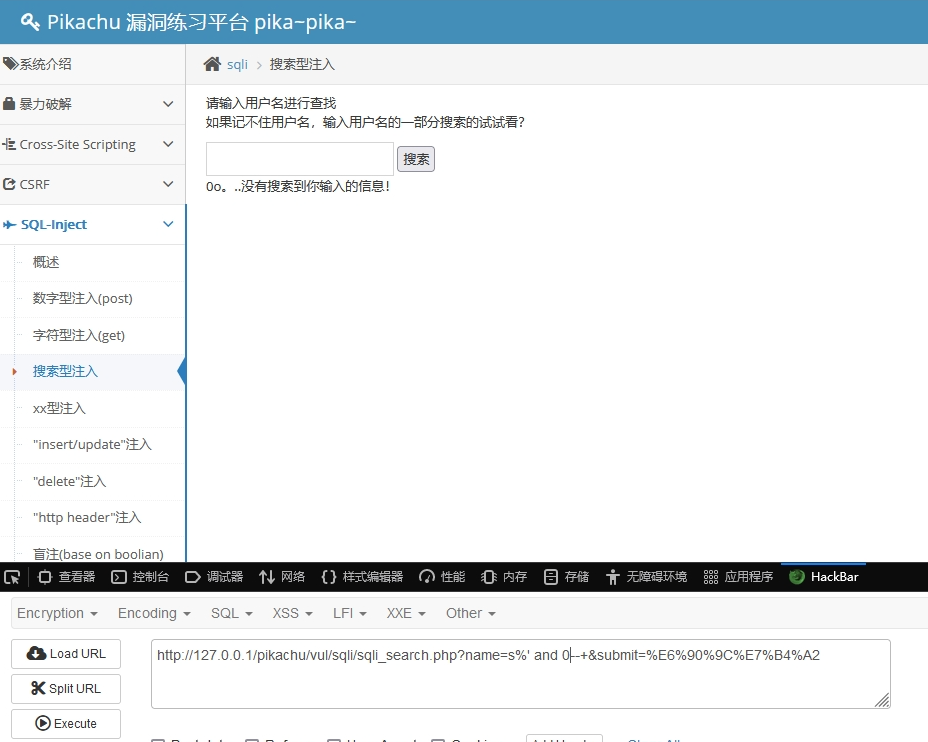 Pikachu 漏洞练习平台 pika~pika~
系统介绍
暴力破解
Cross-Site Scripting
CSRF
SQL-Inject
概述
数字型注入(post)
字符型注入(get)
搜索型注入
xx型注入
"insert/update"注入
"delete"注入
"http header"注入
盲注(base on boolian)
sqli > 搜索型注入
请输入用户名进行查找
如果记不住用户名，输入用户名的一部分搜索的试试看？
搜索
0o。..没有搜索到你输入的信息！
查看器 控制台 调试器 网络 样式编辑器 性能 内存 存储 无障碍环境 应用程序 HackBar
Encryption Encoding SQL XSS LFI XXE Other
Load URL
Split URL
Execute
http://127.0.0.1/pikachu/vul/sqli/sqli_search.php?name=s%' and 0--+&submit=%E6%90%9C%E7%B4%A2